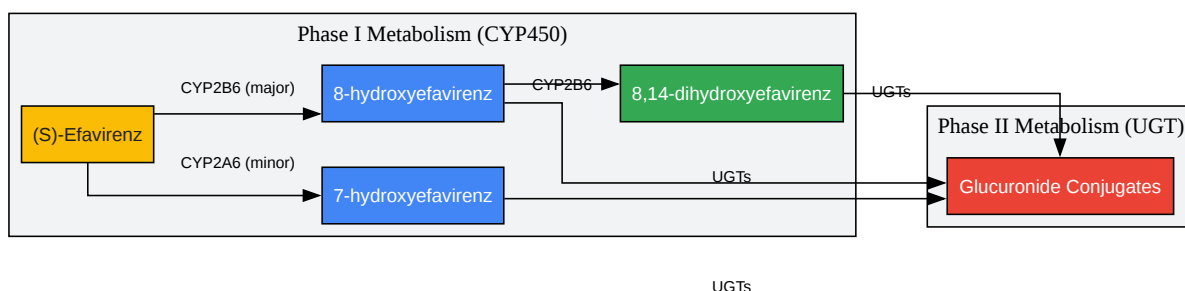 Phase I Metabolism (CYP450)
CYP2B6 (major)
8-hydroxyefavirenz
CYP2B6
8,14-dihydroxyefavirenz
UGTs
(S)-Efavirenz
Phase II Metabolism (UGT)
CYP2A6 (minor)
7-hydroxyefavirenz
UGTs
Glucuronide Conjugates
UGTs